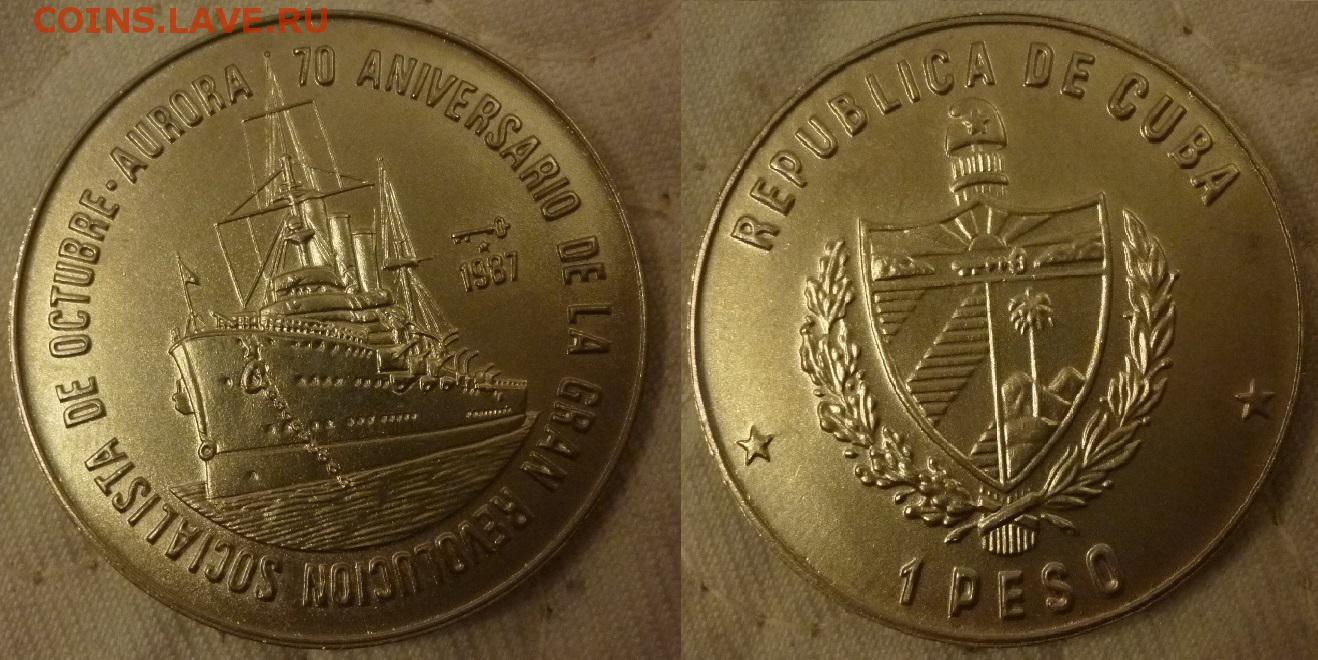 COINS.LAVE.RU
70 ANIVERSARIO DE LA GRAN REVOLUCION SOCIALISTA DE OCTUBRE · AURORA
1987
REPUBLICA DE CUBA
1 PESO